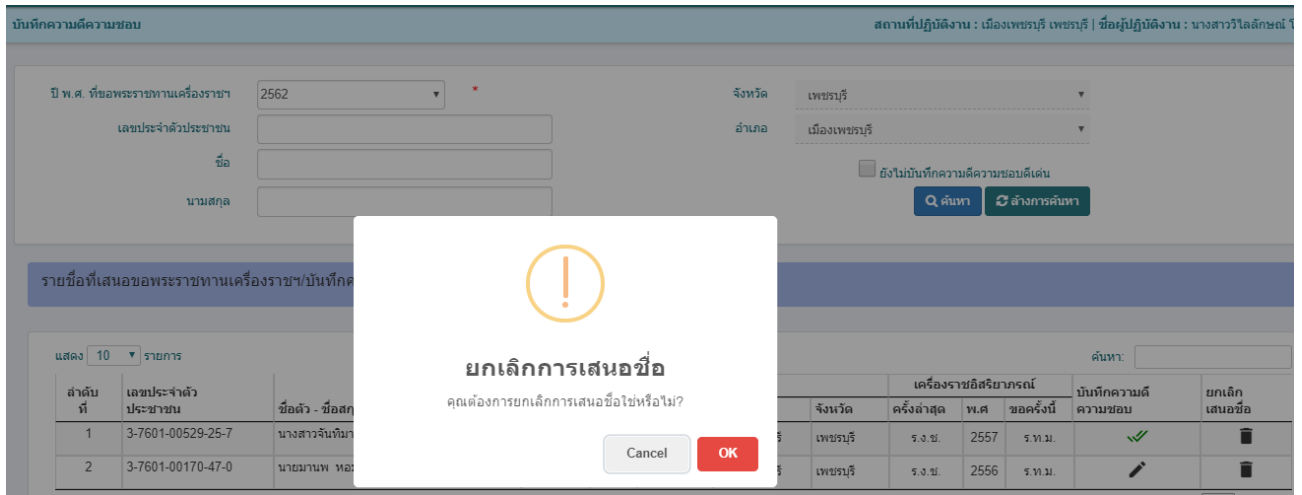 บันทึกความดีความชอบ
สถานที่ปฏิบัติงาน : เมืองเพชรบุรี เพชรบุรี | ชื่อผู้ปฏิบัติงาน : นางสาววิไลลักษณ์
ปี พ.ศ. ที่ขอพระราชทานเครื่องราชฯ 2562 * จังหวัด เพชรบุรี
เลขประจำตัวประชาชน อำเภอ เมืองเพชรบุรี
ชื่อ ยังไม่บันทึกความดีความชอบดีเด่น
นามสกุล ค้นหา ล้างการค้นหา
รายชื่อที่เสนอขอพระราชทานเครื่องราชฯ/บันทึกค
ยกเลิกการเสนอชื่อ
คุณต้องการยกเลิกการเสนอชื่อใช่หรือไม่?
Cancel OK
แสดง 10 รายการ ค้นหา:
ลำดับที่ เลขประจำตัวประชาชน ชื่อตัว - ชื่อสกุ จังหวัด เครื่องราชอิสริยาภรณ์ ครั้งล่าสุด พ.ศ ขอครั้งนี้ บันทึกความดีความชอบ ยกเลิกเสนอชื่อ
1 3-7601-00529-25-7 นางสาวจันทิมา เพชรบุรี ร.ง.ช. 2557 ร.ท.ม.
2 3-7601-00170-47-0 นายมานพ หอม เพชรบุรี ร.ง.ช. 2556 ร.ท.ม.